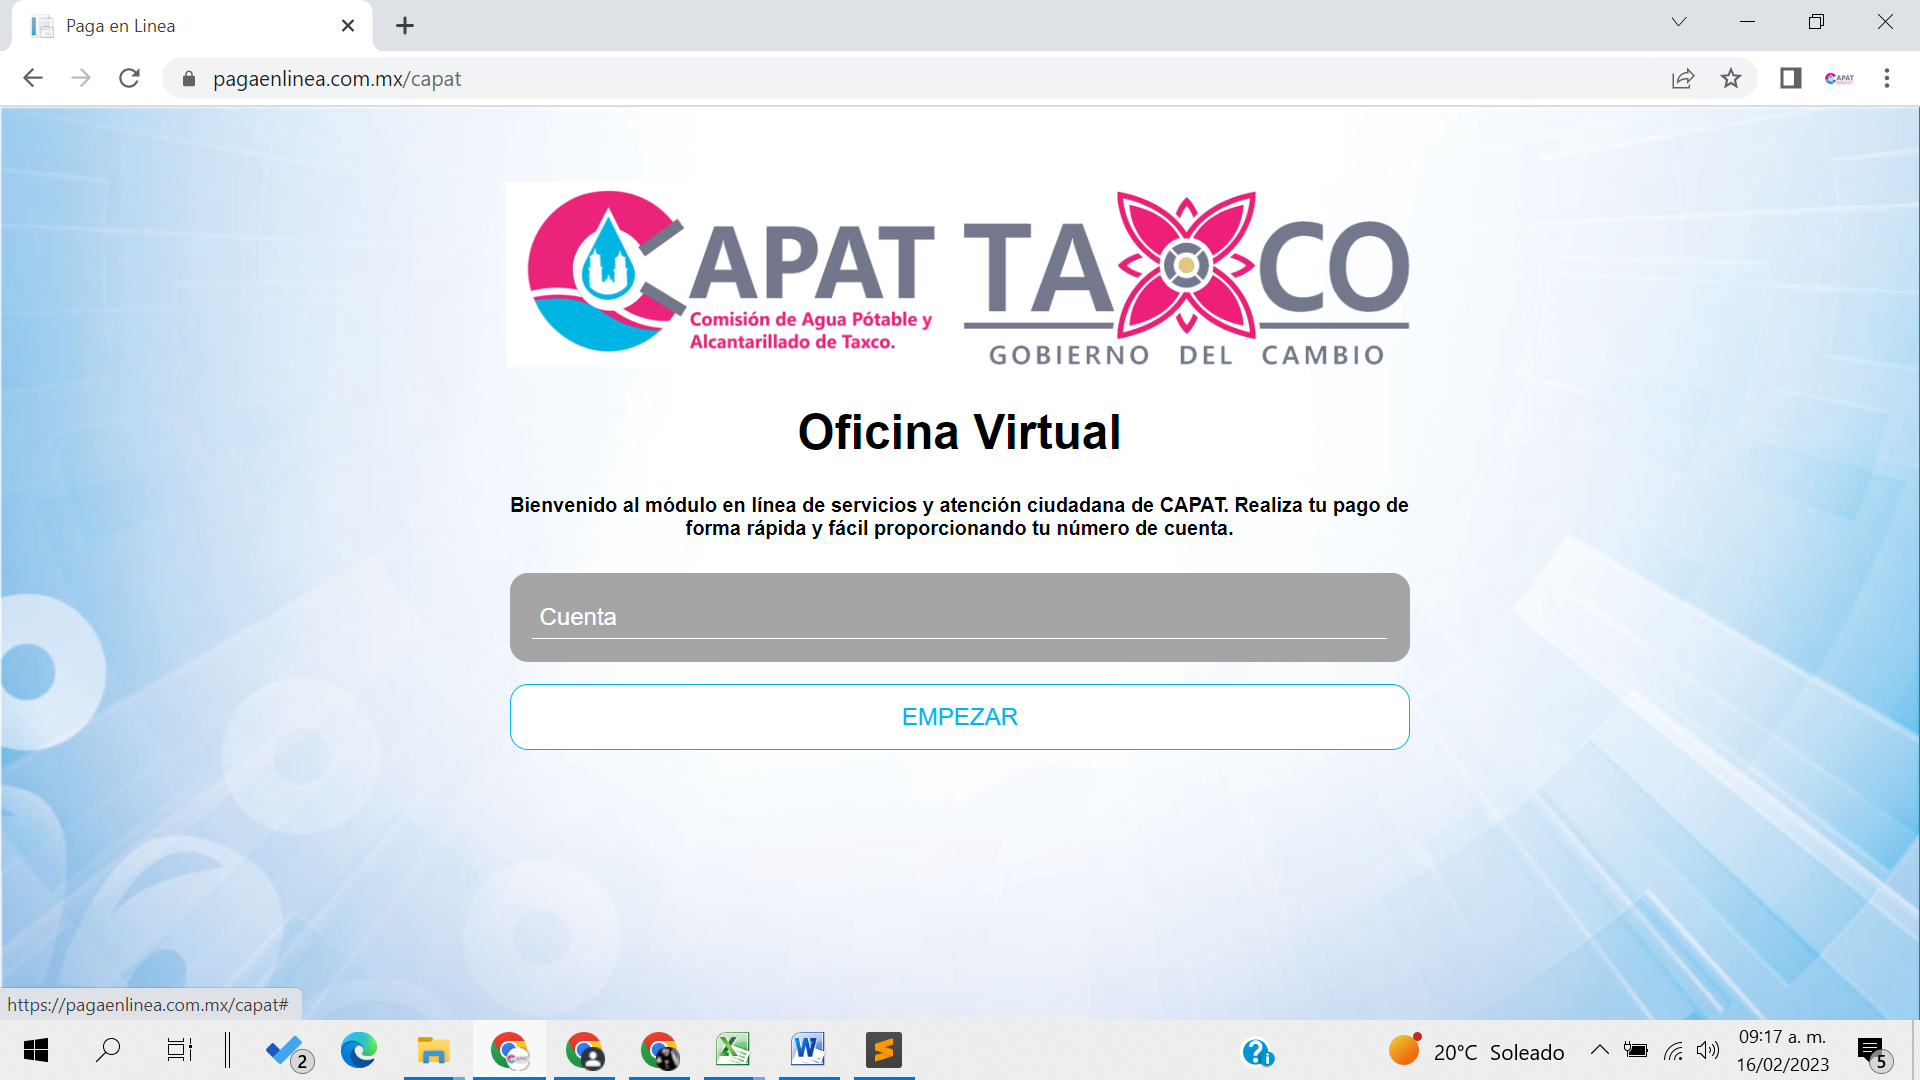 Paga en Linea
pagaenlinea.com.mx/capat
CAPAT
APAT
Comisión de Agua Pótable y
Alcantarillado de Taxco.
TAXCO
GOBIERNO DEL CAMBIO
Oficina Virtual
Bienvenido al módulo en línea de servicios y atención ciudadana de CAPAT. Realiza tu pago de
forma rápida y fácil proporcionando tu número de cuenta.
Cuenta
EMPEZAR
https://pagaenlinea.com.mx/capat#
2
20°C Soleado
09:17 a. m.
16/02/2023
5